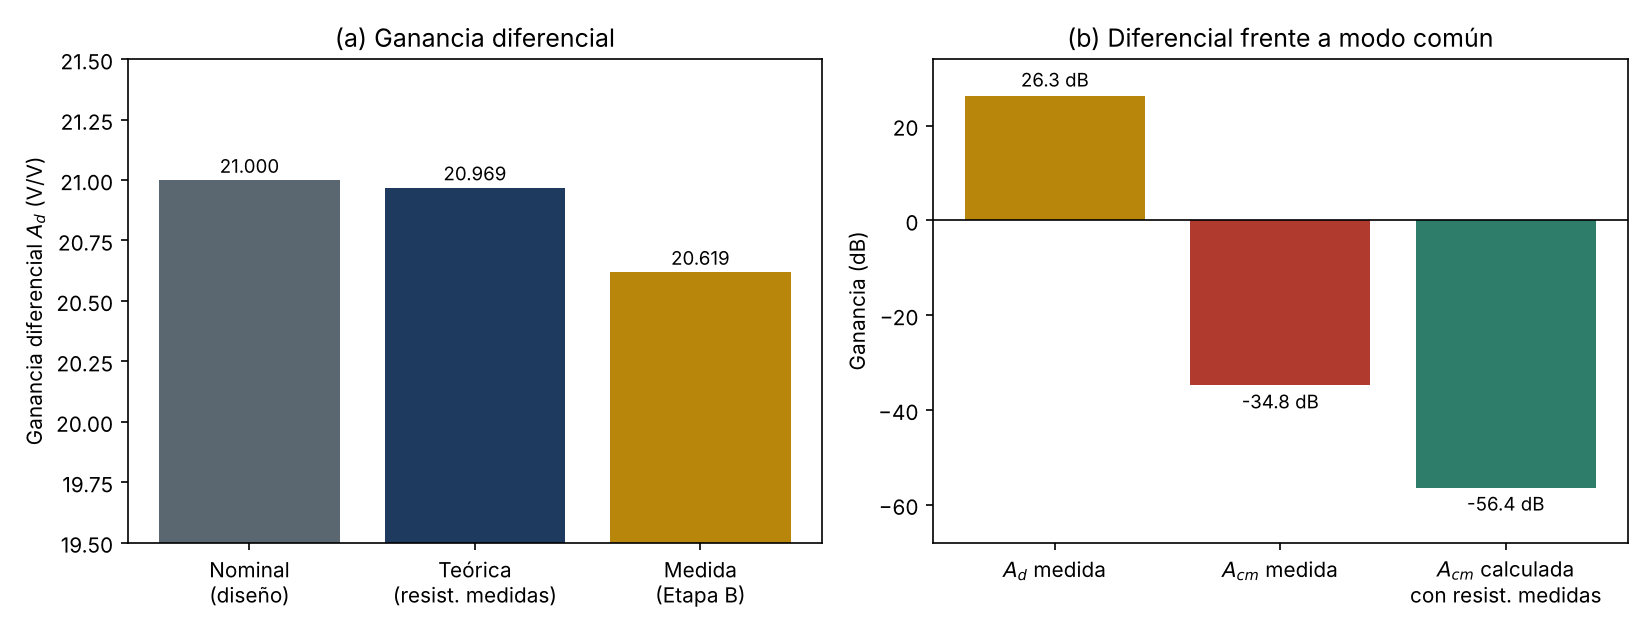 (a) Ganancia diferencial
Ganancia diferencial A_d (V/V)
21.50
21.25
21.00
20.75
20.50
20.25
20.00
19.75
19.50
21.000
20.969
20.619
Nominal
(diseño)
Teórica
(resist. medidas)
Medida
(Etapa B)
(b) Diferencial frente a modo común
Ganancia (dB)
20
0
−20
−40
−60
26.3 dB
-34.8 dB
-56.4 dB
A_d medida
A_cm medida
A_cm calculada
con resist. medidas